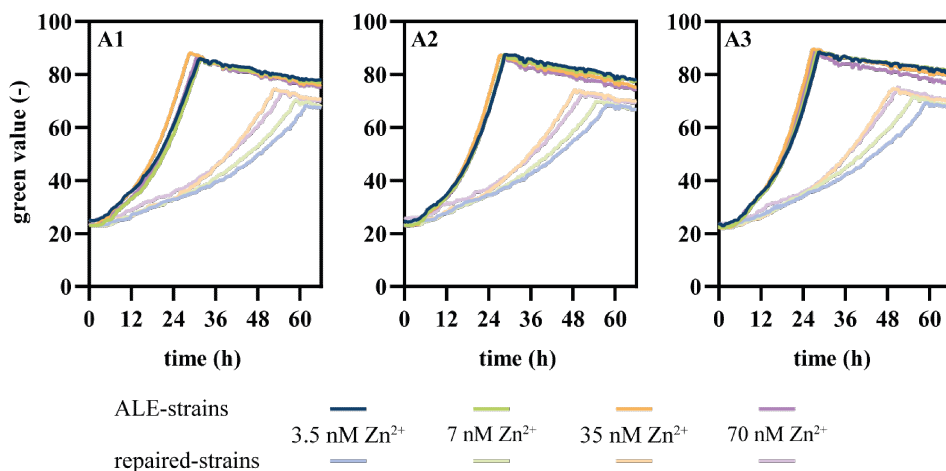 A1 A2 A3
100 100 100
80 80 80
60 60 60
40 40 40
20 20 20
0 0 0
green value (-)
0 12 24 36 48 60 0 12 24 36 48 60 0 12 24 36 48 60
time (h) time (h) time (h)
ALE-strains
3.5 nM Zn²⁺ 7 nM Zn²⁺ 35 nM Zn²⁺ 70 nM Zn²⁺
repaired-strains